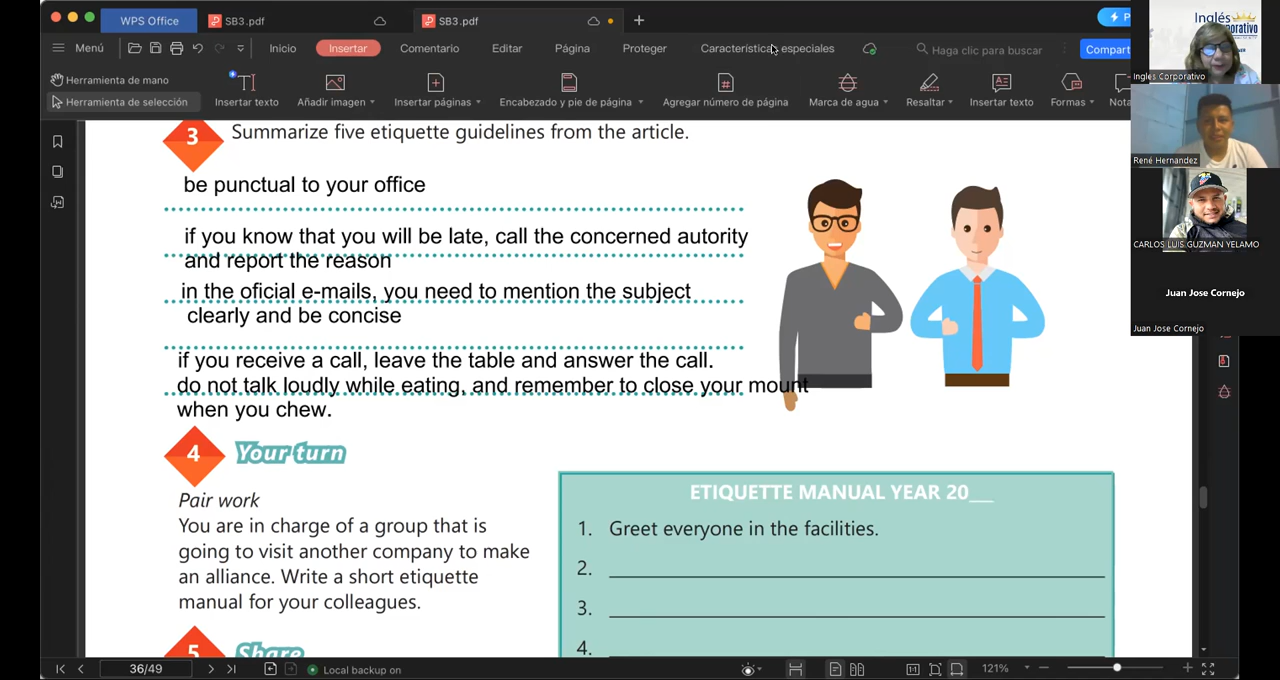 WPS Office
SB3.pdf
SB3.pdf
Menú
Inicio
Insertar
Comentario
Editar
Página
Proteger
Características especiales
Haga clic para buscar
Compart
Herramienta de mano
Herramienta de selección
Insertar texto
Añadir imagen
Insertar páginas
Encabezado y pie de página
Agregar número de página
Marca de agua
Resaltar
Insertar texto
Formas
Nota
Inglés
Ingles Corporativo
René Hernandez
CARLOS LUIS GUZMAN YELAMO
Juan Jose Cornejo
Juan Jose Cornejo
3 Summarize five etiquette guidelines from the article.
be punctual to your office
if you know that you will be late, call the concerned autority
and report the reason
in the oficial e-mails, you need to mention the subject
clearly and be concise
if you receive a call, leave the table and answer the call.
do not talk loudly while eating, and remember to close your mount
when you chew.
4 Your turn
Pair work
You are in charge of a group that is
going to visit another company to make
an alliance. Write a short etiquette
manual for your colleagues.
ETIQUETTE MANUAL YEAR 20__
1. Greet everyone in the facilities.
2.
3.
4.
5 Share
36/49
Local backup on
121%